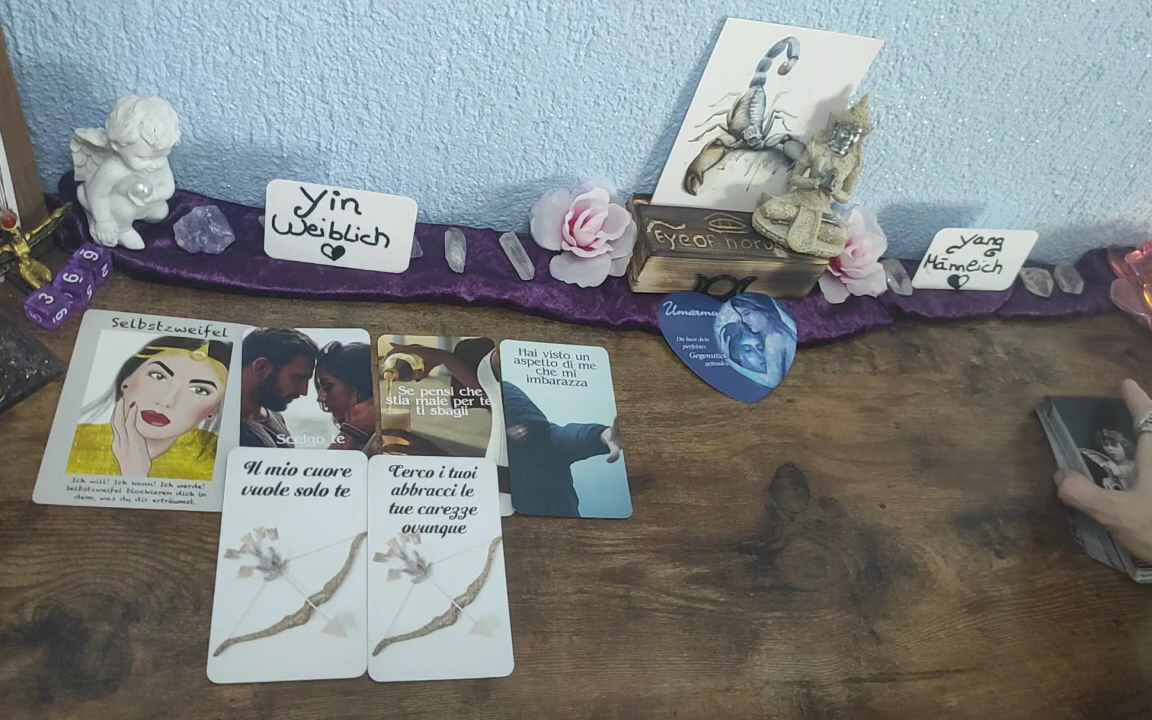 Yin
Weiblich
EYE OF HORUS
Yang
Männlich
Umarmung
Du hast dein
perfektes
Gegenstück
gefunden
Selbstzweifel
Ich will! Ich kann! Ich werde!
Selbstzweifel blockieren dich in
dem, was du dir erträumst.
Scelgo te
Se pensi che
stia male per te
ti sbagli
Hai visto un
aspetto di me
che mi
imbarazza
Il mio cuore
vuole solo te
Cerco i tuoi
abbracci le
tue carezze
ovunque
3
6
9